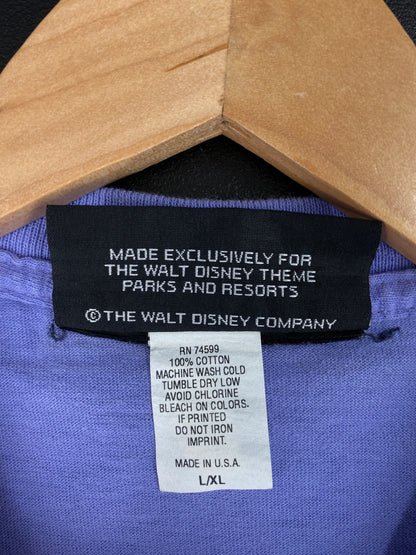 MADE EXCLUSIVELY FOR
THE WALT DISNEY THEME
PARKS AND RESORTS
© THE WALT DISNEY COMPANY
RN 74599
100% COTTON
MACHINE WASH COLD
TUMBLE DRY LOW
AVOID CHLORINE
BLEACH ON COLORS.
IF PRINTED
DO NOT IRON
IMPRINT.
MADE IN U.S.A.
L/XL